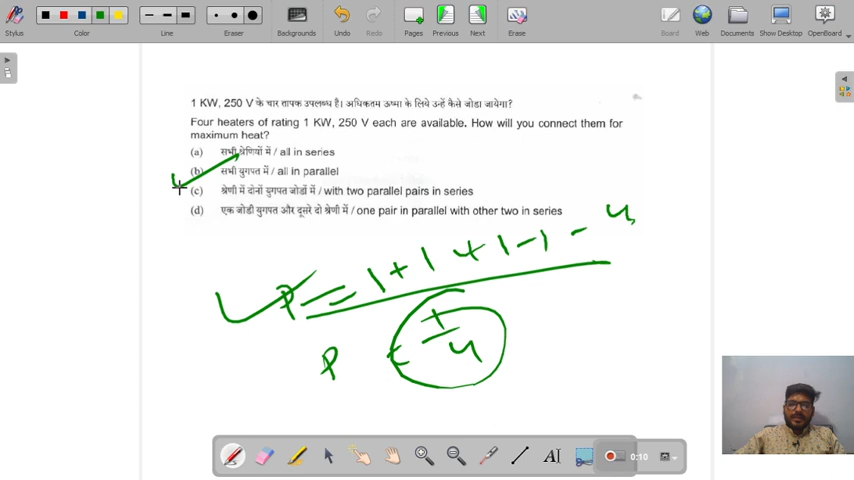 Stylus Color Line Eraser Backgrounds Undo Redo Pages Previous Next Erase Board Web Documents Show Desktop OpenBoard
1 KW, 250 V के चार तापक उपलब्ध है। अधिकतम ऊष्मा के लिये उन्हें कैसे जोडा जायेगा?
Four heaters of rating 1 KW, 250 V each are available. How will you connect them for
maximum heat?
(a) सभी श्रेणियों में / all in series
(b) सभी युगपत में / all in parallel
(c) श्रेणी में दोनों युगपत जोडों में / with two parallel pairs in series
(d) एक जोडी युगपत और दूसरे दो श्रेणी में / one pair in parallel with other two in series
P = 1 + 1 + 1 - 1 - 4
P
4
0:10